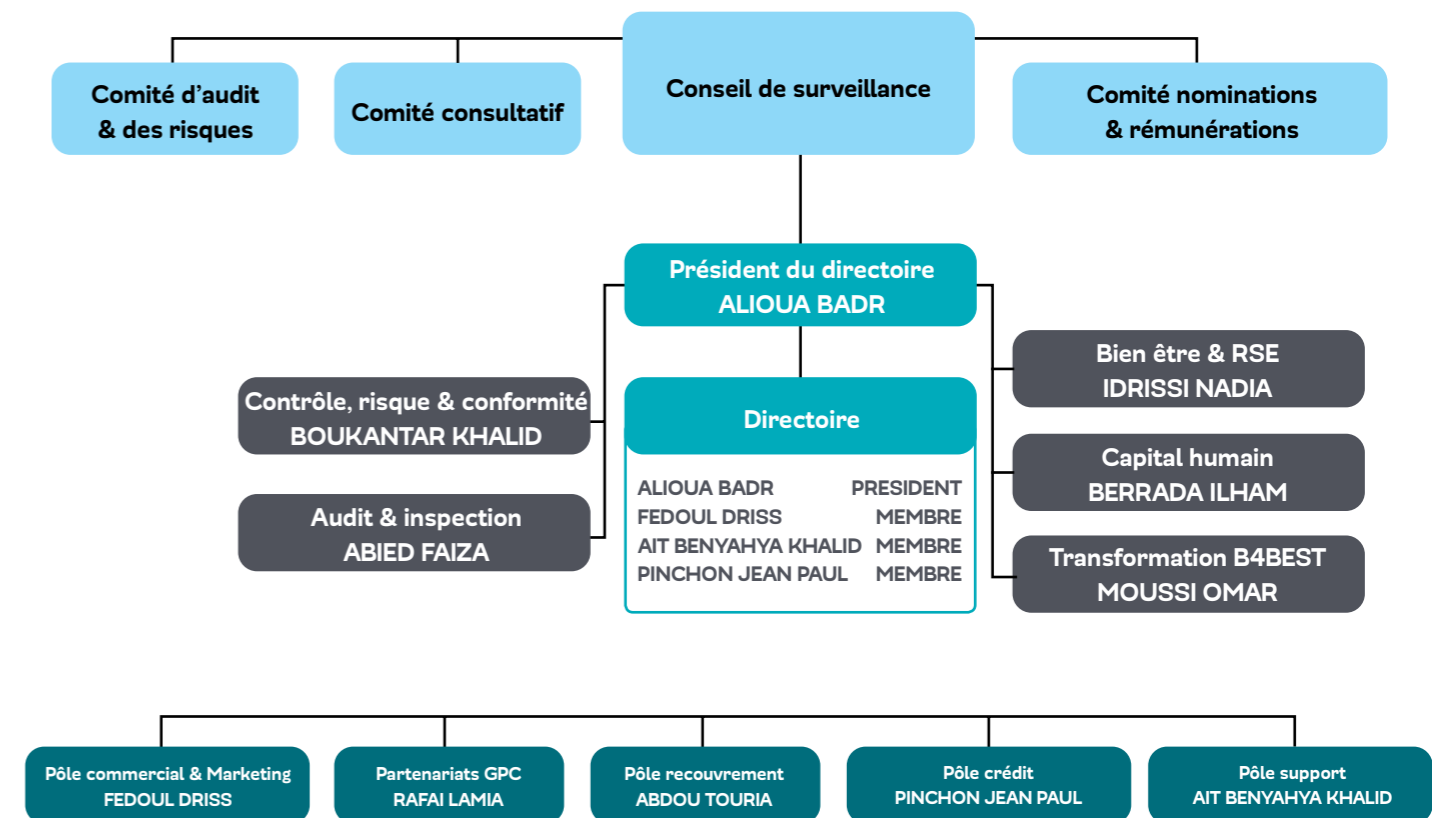 Conseil de surveillance
Comité d’audit
& des risques
Comité consultatif
Comité nominations
& rémunérations
Président du directoire
ALIOUA BADR
Contrôle, risque & conformité
BOUKANTAR KHALID
Audit & inspection
ABIED FAIZA
Directoire
ALIOUA BADR PRESIDENT
FEDOUL DRISS MEMBRE
AIT BENYAHYA KHALID MEMBRE
PINCHON JEAN PAUL MEMBRE
Bien être & RSE
IDRISSI NADIA
Capital humain
BERRADA ILHAM
Transformation B4BEST
MOUSSI OMAR
Pôle commercial & Marketing
FEDOUL DRISS
Partenariats GPC
RAFAI LAMIA
Pôle recouvrement
ABDOU TOURIA
Pôle crédit
PINCHON JEAN PAUL
Pôle support
AIT BENYAHYA KHALID